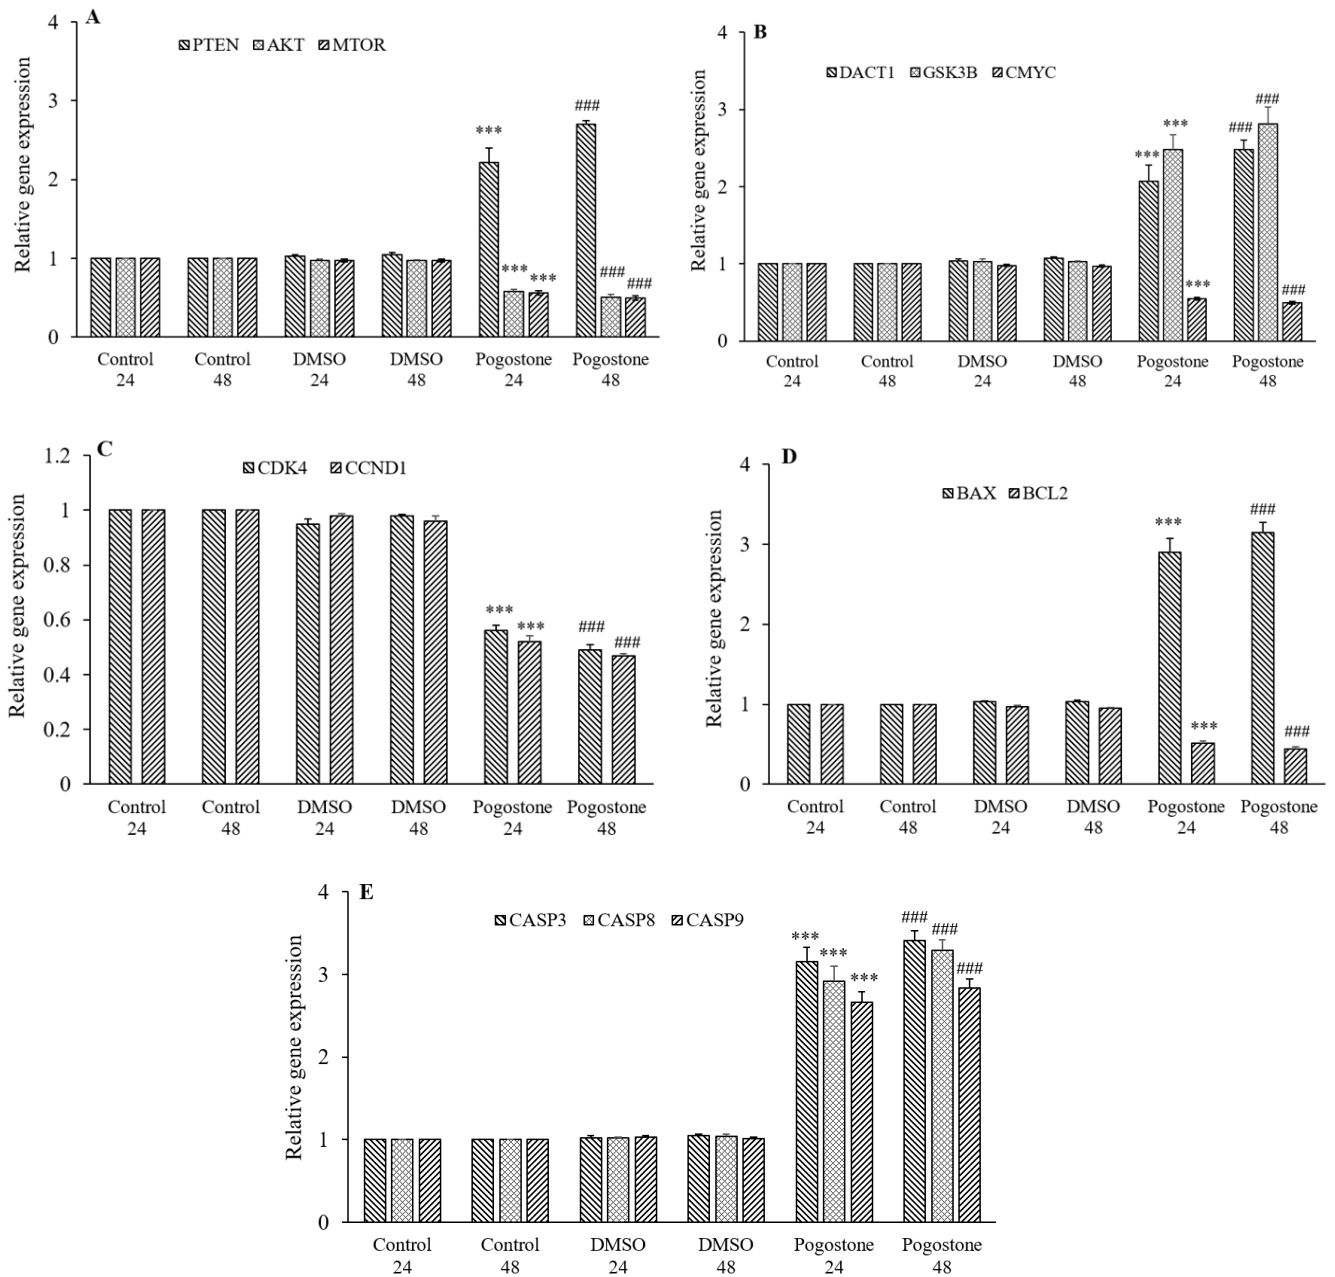 A
PTEN AKT MTOR
Relative gene expression
4
3
2
1
0
***
***
***
###
###
###
Control 24
Control 48
DMSO 24
DMSO 48
Pogostone 24
Pogostone 48
B
DACT1 GSK3B CMYC
Relative gene expression
4
3
2
1
0
***
***
***
###
###
###
Control 24
Control 48
DMSO 24
DMSO 48
Pogostone 24
Pogostone 48
C
CDK4 CCND1
Relative gene expression
1.2
1
0.8
0.6
0.4
0.2
0
***
***
###
###
Control 24
Control 48
DMSO 24
DMSO 48
Pogostone 24
Pogostone 48
D
BAX BCL2
Relative gene expression
4
3
2
1
0
***
***
###
###
Control 24
Control 48
DMSO 24
DMSO 48
Pogostone 24
Pogostone 48
E
CASP3 CASP8 CASP9
Relative gene expression
4
3
2
1
0
***
***
***
###
###
###
Control 24
Control 48
DMSO 24
DMSO 48
Pogostone 24
Pogostone 48